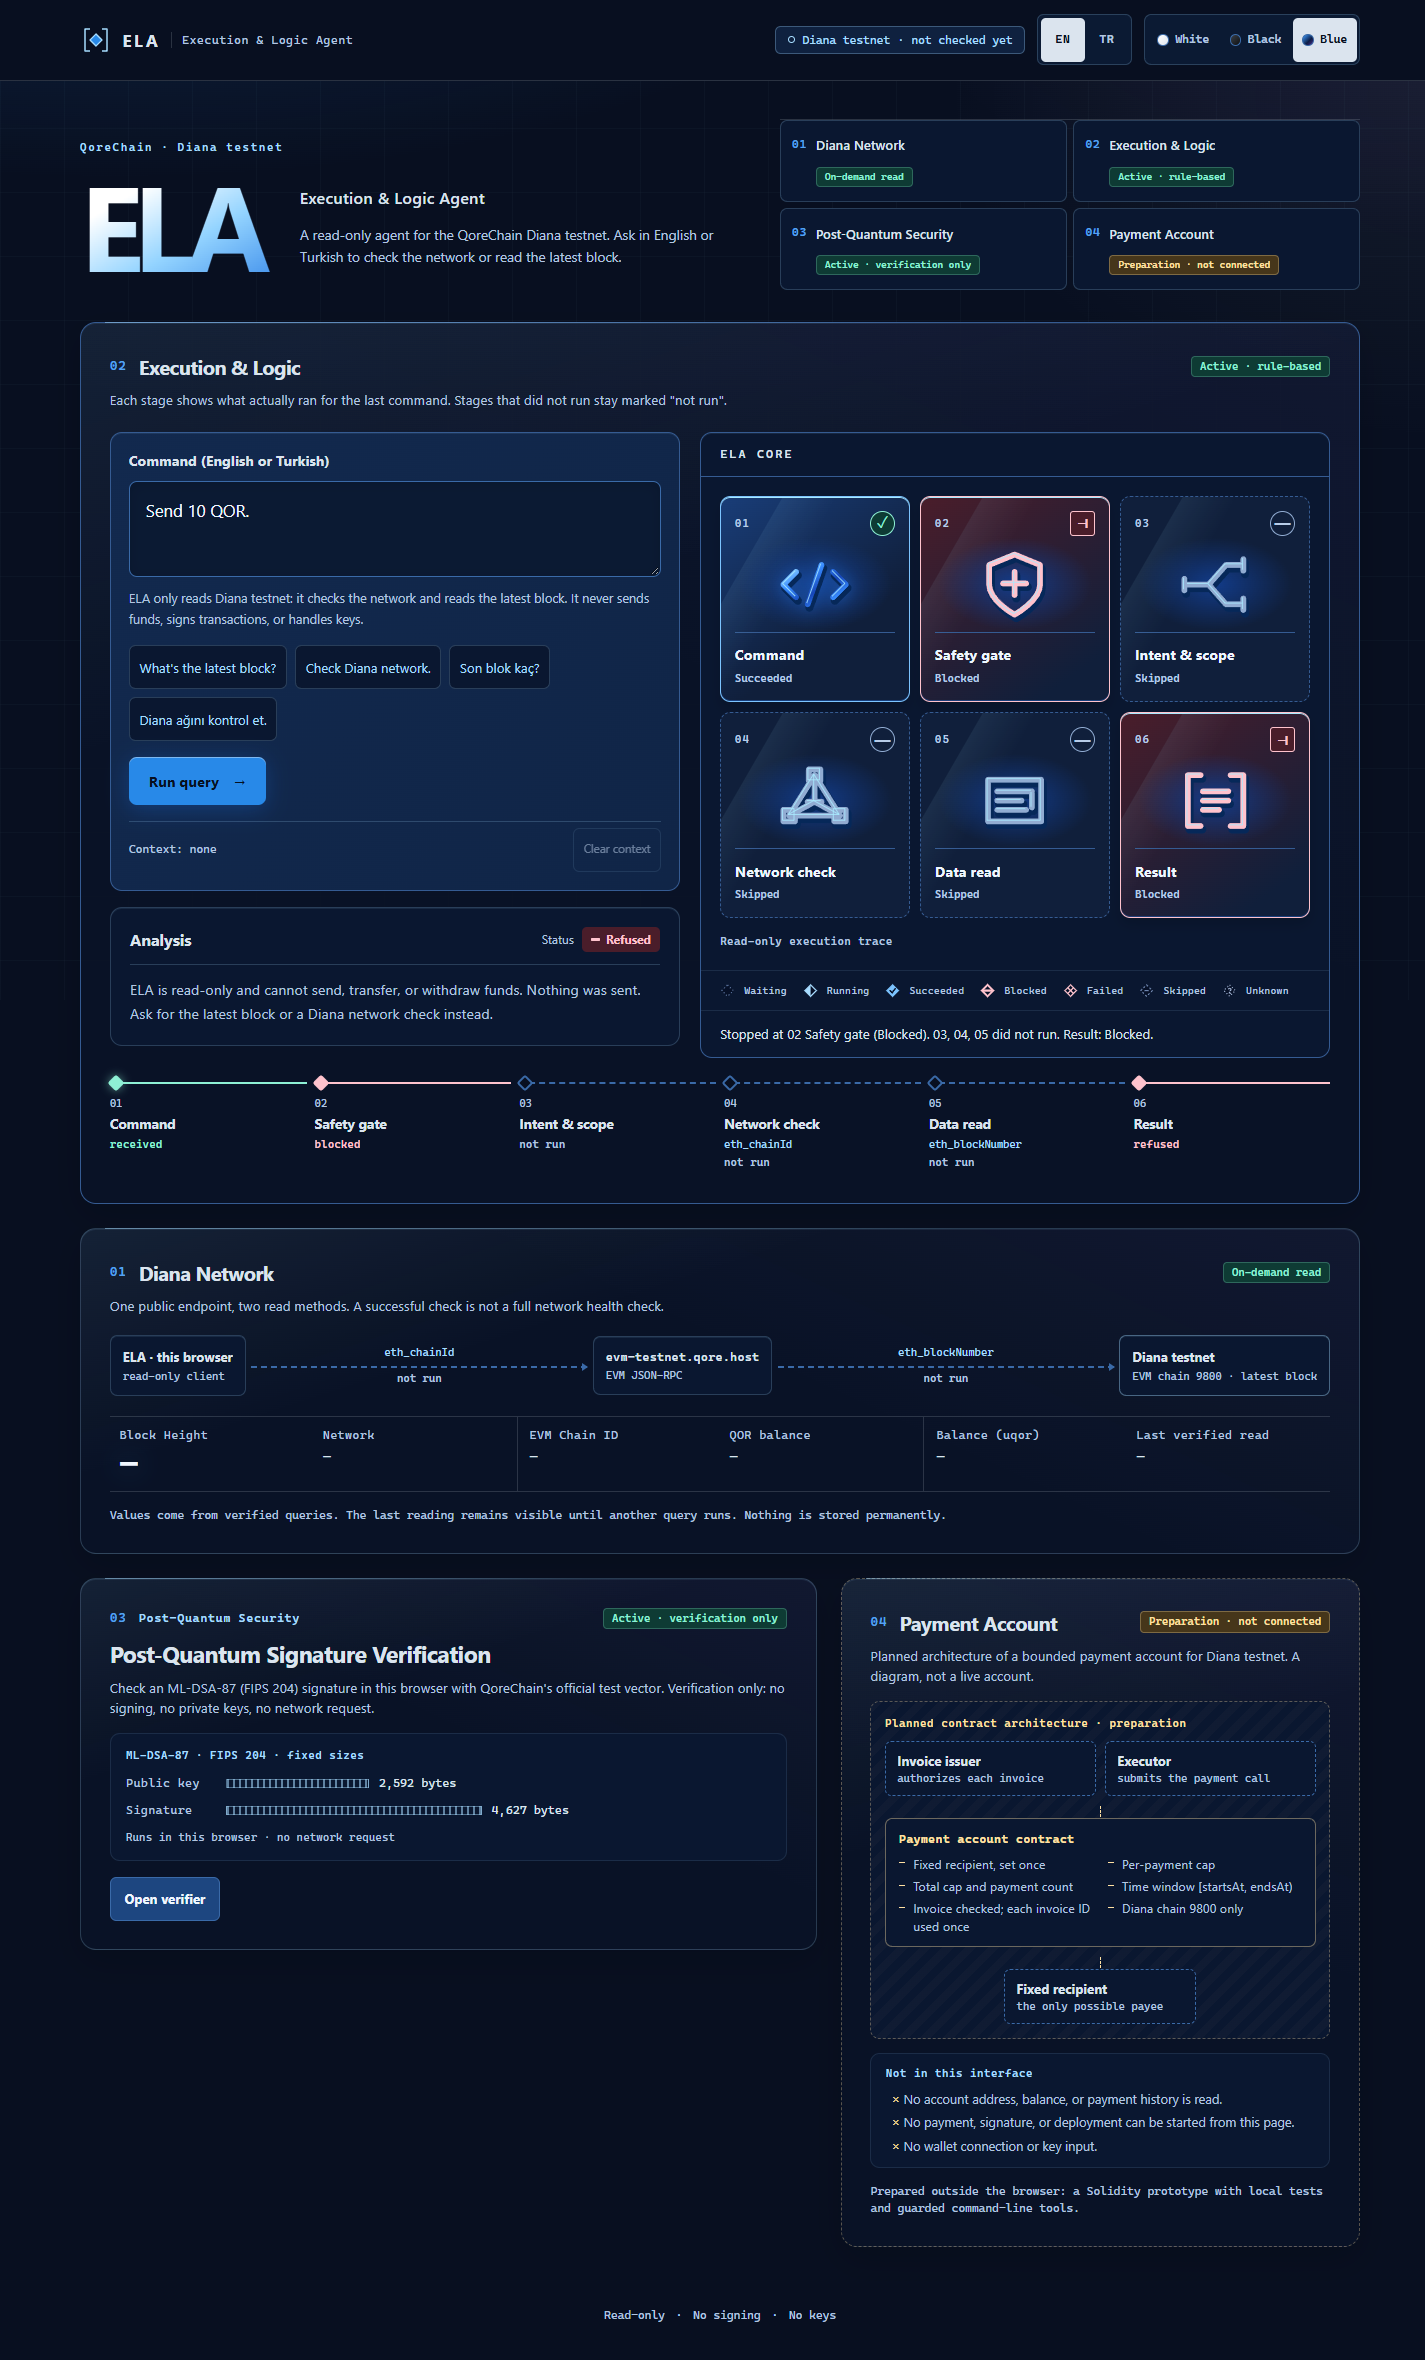 ELA
Execution & Logic Agent
Diana testnet · not checked yet
EN
TR
White
Black
Blue
QoreChain · Diana testnet
ELA
Execution & Logic Agent
A read-only agent for the QoreChain Diana testnet. Ask in English or
Turkish to check the network or read the latest block.
01 Diana Network
On-demand read
02 Execution & Logic
Active · rule-based
03 Post-Quantum Security
Active · verification only
04 Payment Account
Preparation · not connected
02 Execution & Logic
Active · rule-based
Each stage shows what actually ran for the last command. Stages that did not run stay marked "not run".
Command (English or Turkish)
Send 10 QOR.
ELA only reads Diana testnet: it checks the network and reads the latest block. It never sends
funds, signs transactions, or handles keys.
What's the latest block?
Check Diana network.
Son blok kaç?
Diana ağını kontrol et.
Run query →
Context: none
Clear context
Analysis
Status
Refused
ELA is read-only and cannot send, transfer, or withdraw funds. Nothing was sent.
Ask for the latest block or a Diana network check instead.
ELA CORE
01
Command
Succeeded
02
Safety gate
Blocked
03
Intent & scope
Skipped
04
Network check
Skipped
05
Data read
Skipped
06
Result
Blocked
Read-only execution trace
Waiting
Running
Succeeded
Blocked
Failed
Skipped
Unknown
Stopped at 02 Safety gate (Blocked). 03, 04, 05 did not run. Result: Blocked.
01
Command
received
02
Safety gate
blocked
03
Intent & scope
not run
04
Network check
eth_chainId
not run
05
Data read
eth_blockNumber
not run
06
Result
refused
01 Diana Network
On-demand read
One public endpoint, two read methods. A successful check is not a full network health check.
ELA · this browser
read-only client
eth_chainId
not run
evm-testnet.qore.host
EVM JSON-RPC
eth_blockNumber
not run
Diana testnet
EVM chain 9800 · latest block
Block Height
—
Network
—
EVM Chain ID
—
QOR balance
—
Balance (uqor)
—
Last verified read
—
Values come from verified queries. The last reading remains visible until another query runs. Nothing is stored permanently.
03 Post-Quantum Security
Active · verification only
Post-Quantum Signature Verification
Check an ML-DSA-87 (FIPS 204) signature in this browser with QoreChain's official test vector. Verification only: no
signing, no private keys, no network request.
ML-DSA-87 · FIPS 204 · fixed sizes
Public key 2,592 bytes
Signature 4,627 bytes
Runs in this browser · no network request
Open verifier
04 Payment Account
Preparation · not connected
Planned architecture of a bounded payment account for Diana testnet. A
diagram, not a live account.
Planned contract architecture · preparation
Invoice issuer
authorizes each invoice
Executor
submits the payment call
Payment account contract
– Fixed recipient, set once
– Per-payment cap
– Total cap and payment count
– Time window [startsAt, endsAt)
– Invoice checked; each invoice ID
used once
– Diana chain 9800 only
Fixed recipient
the only possible payee
Not in this interface
× No account address, balance, or payment history is read.
× No payment, signature, or deployment can be started from this page.
× No wallet connection or key input.
Prepared outside the browser: a Solidity prototype with local tests
and guarded command-line tools.
Read-only · No signing · No keys